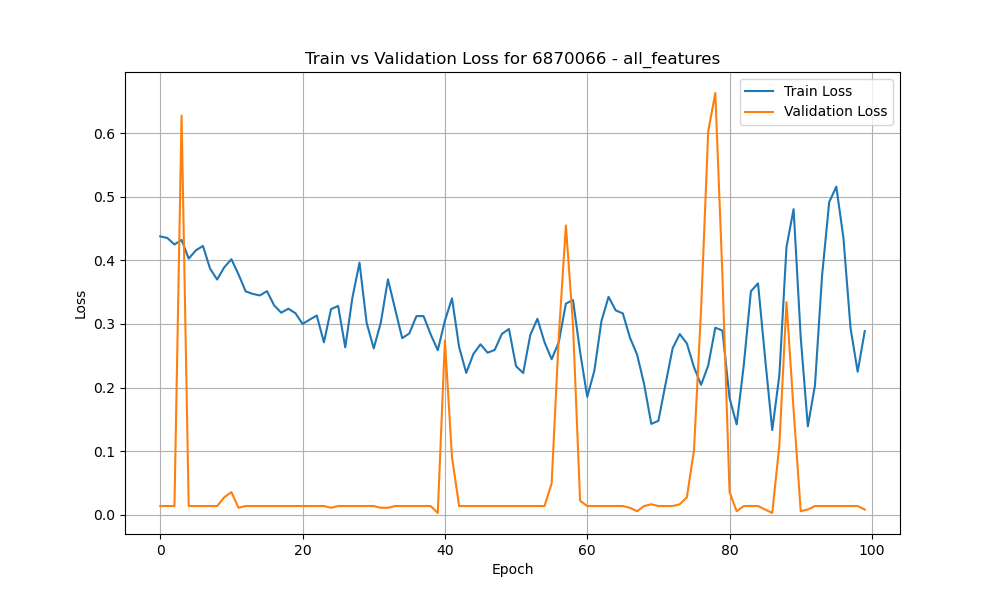 Train vs Validation Loss for 6870066 - all_features
Train Loss
Validation Loss
0.6
0.5
0.4
0.3
0.2
0.1
0.0
Loss
0 20 40 60 80 100
Epoch